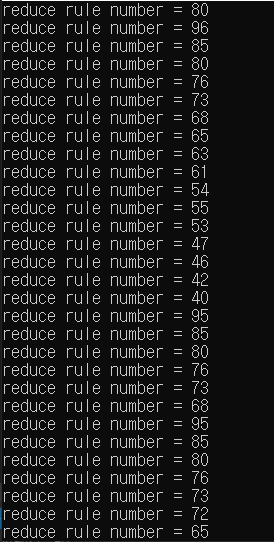 reduce rule number = 80
reduce rule number = 96
reduce rule number = 85
reduce rule number = 80
reduce rule number = 76
reduce rule number = 73
reduce rule number = 68
reduce rule number = 65
reduce rule number = 63
reduce rule number = 61
reduce rule number = 54
reduce rule number = 55
reduce rule number = 53
reduce rule number = 47
reduce rule number = 46
reduce rule number = 42
reduce rule number = 40
reduce rule number = 95
reduce rule number = 85
reduce rule number = 80
reduce rule number = 76
reduce rule number = 73
reduce rule number = 68
reduce rule number = 95
reduce rule number = 85
reduce rule number = 80
reduce rule number = 76
reduce rule number = 73
reduce rule number = 72
reduce rule number = 65